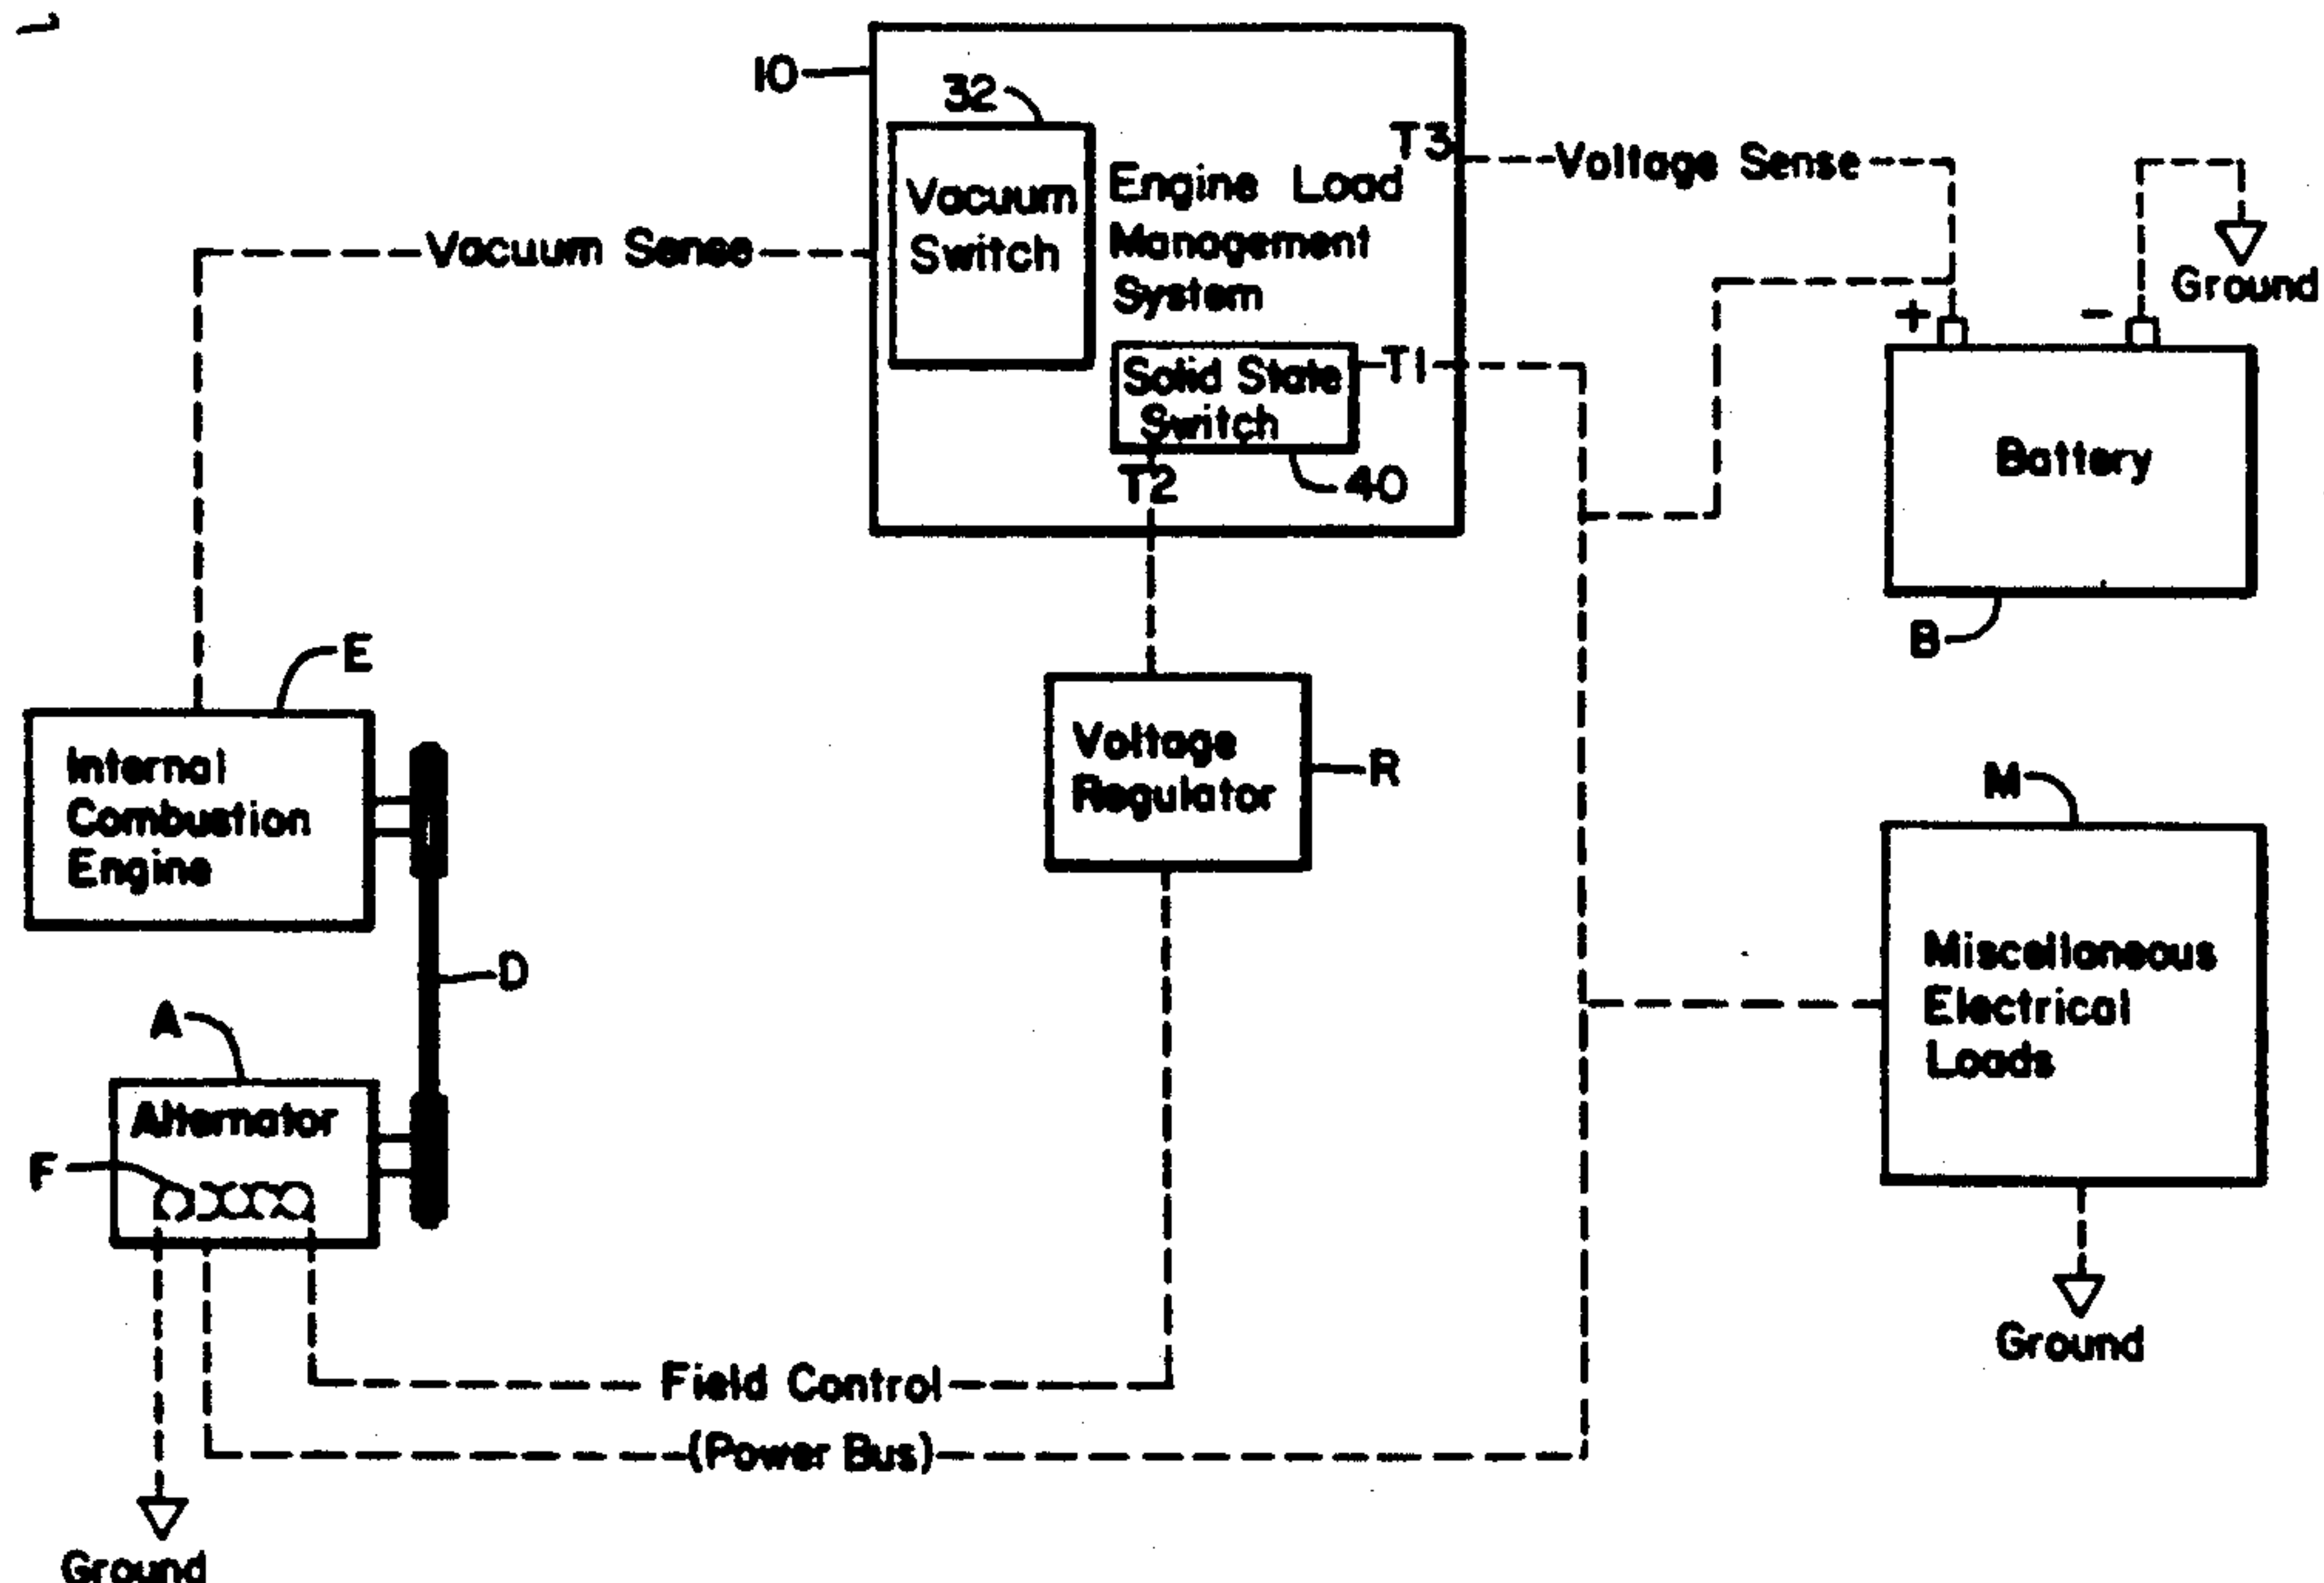 10
32
Vacuum
Switch
Engine Load
Management
System
T3
Voltage Sense
Ground
Vacuum Sense
Solid State
Switch
T1
T2
40
+
-
Battery
B
E
Internal
Combustion
Engine
Voltage
Regulator
R
M
Miscellaneous
Electrical
Loads
D
A
Alternator
F
Field Control
(Power Bus)
Ground
Ground